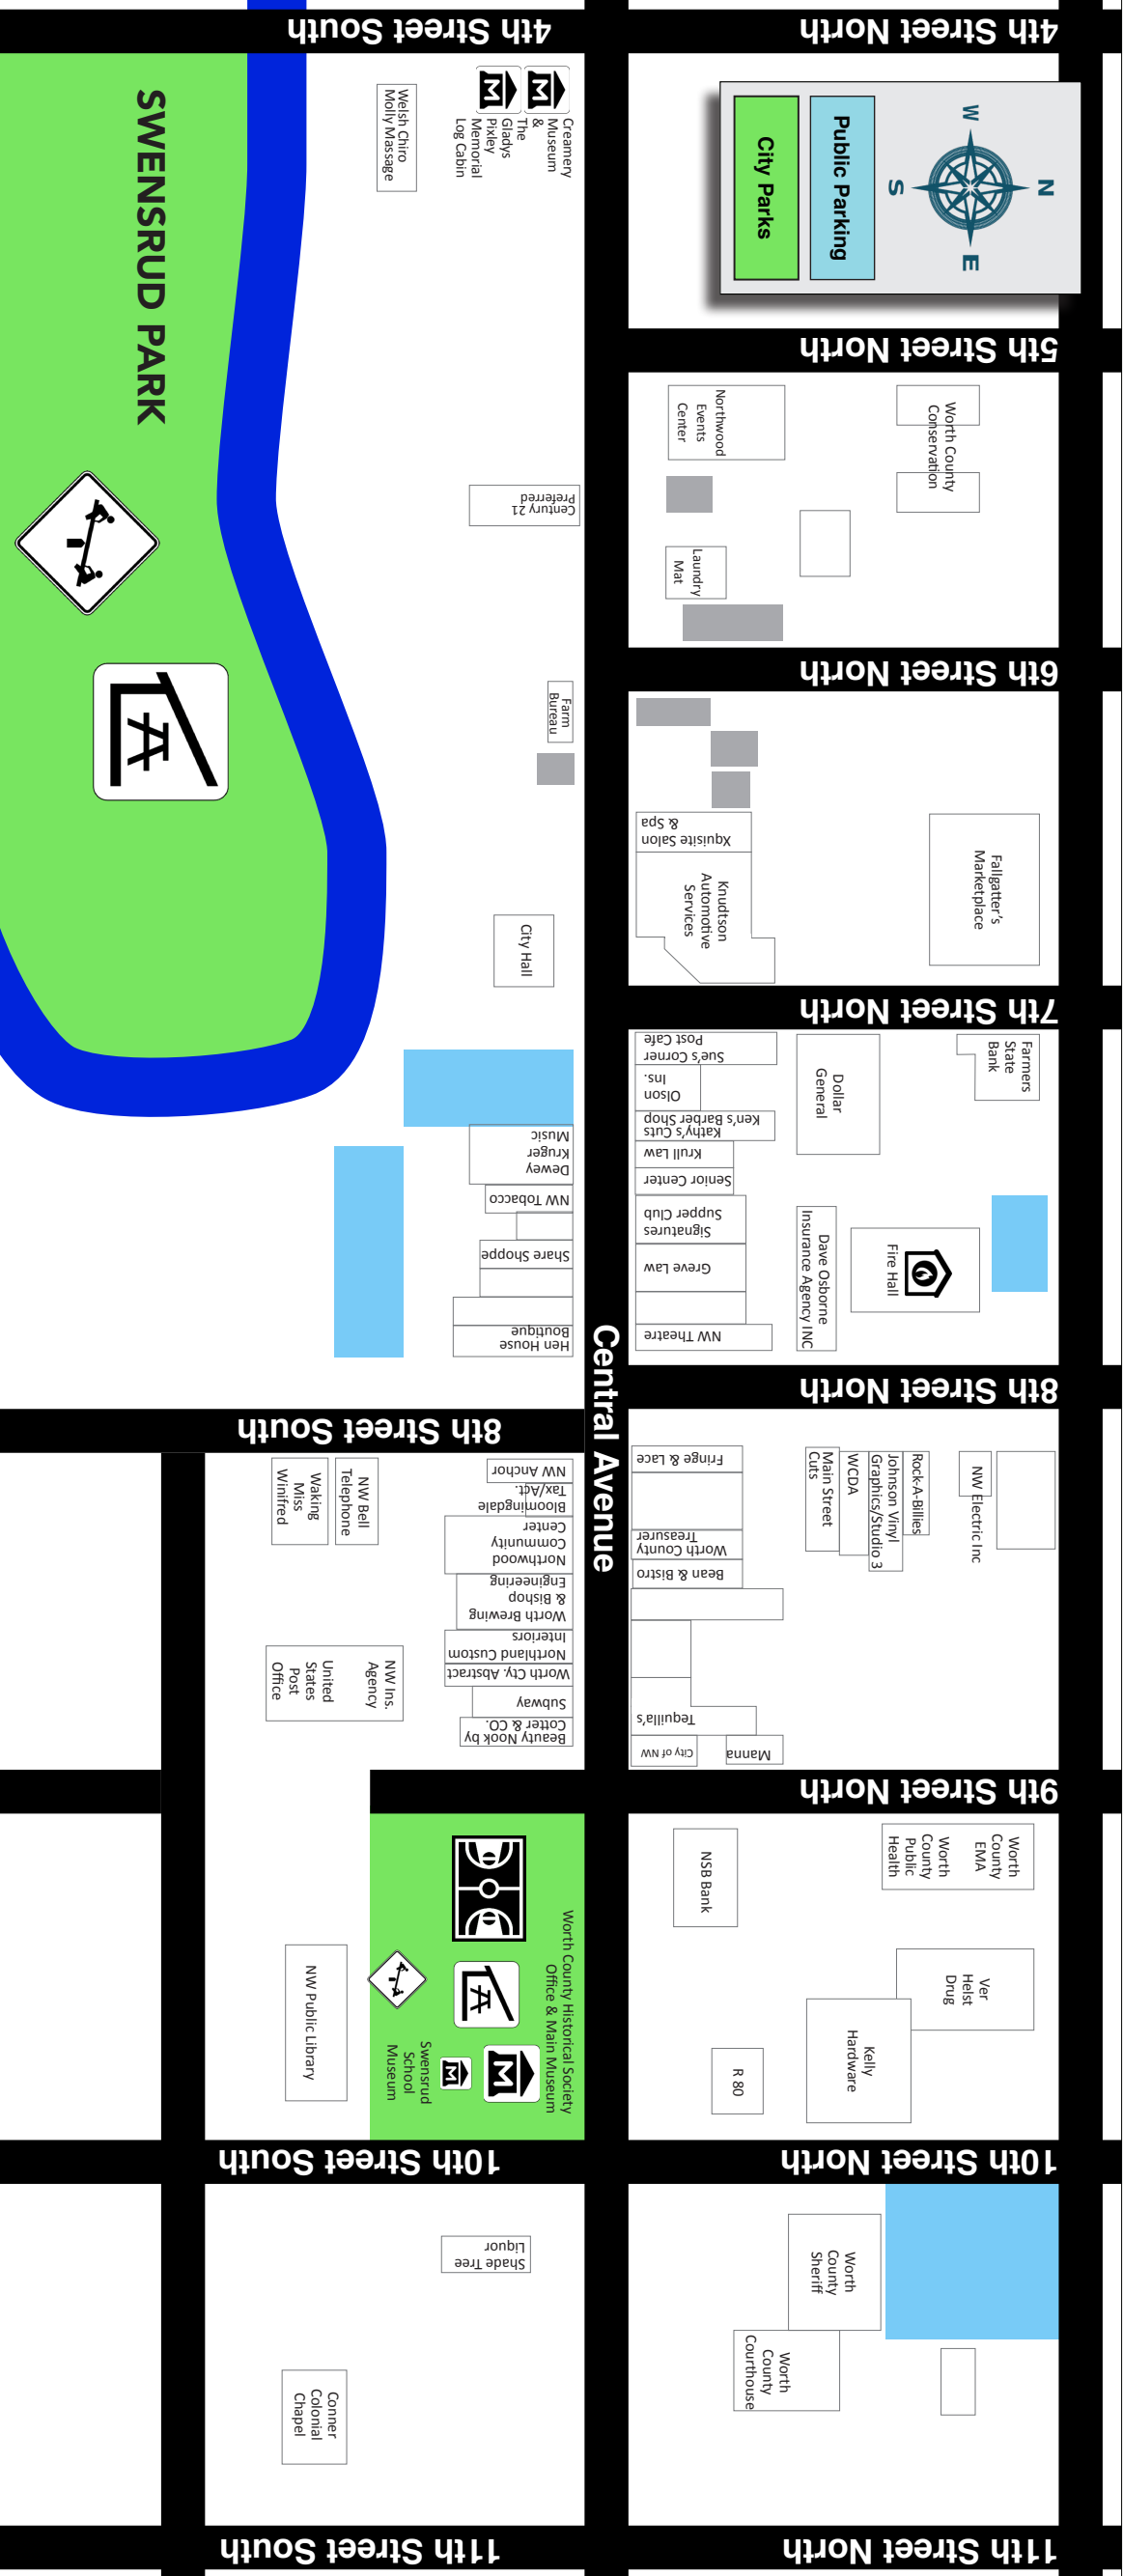 4th Street South
4th Street North
W
N
S
E
Public Parking
City Parks
SWENSRUD PARK
Welsh Chiro
Molly Massage
Creamery
Museum
&
The
Gladys
Pixley
Memorial
Log Cabin
5th Street North
Northwood
Events
Center
Worth County
Conservation
Century 21
Preferred
Laundry
Mat
6th Street North
Farm
Bureau
Xquisite Salon
& Spa
Knudtson
Automotive
Services
Fallgatter's
Marketplace
City Hall
7th Street North
Sue's Corner
Post Cafe
Olson
Ins.
Kathy's Cuts
Ken's Barber Shop
Krull Law
Senior Center
Signatures
Supper Club
Greve Law
NW Theatre
Dollar
General
Farmers
State
Bank
Dave Osborne
Insurance Agency INC
Fire Hall
Dewey
Kruger
Music
NW Tobacco
Share Shoppe
Hen House
Boutique
Central Avenue
8th Street North
8th Street South
NW Anchor
Bloomingdale
Tax/Act.
Northwood
Community
Center
Worth Brewing
& Bishop
Engineering
Northland Custom
Interiors
Worth Cty. Abstract
Subway
Beauty Nook by
Cotter & CO.
Waking
Miss
Winifred
NW Bell
Telephone
NW Ins.
Agency
United
States
Post
Office
Fringe & Lace
Worth County
Treasurer
Bean & Bistro
Tequilla's
City of NW
Manna
Main Street
Cuts
WCDA
Johnson Vinyl
Graphics/Studio 3
Rock-A-Billies
NW Electric Inc
9th Street North
NSB Bank
Worth
County
EMA
Worth
County
Public
Health
Ver
Helst
Drug
Kelly
Hardware
R 80
Worth County Historical Society
Office & Main Museum
M
M
Swensrud
School
Museum
NW Public Library
10th Street South
10th Street North
Shade Tree
Liquor
Worth
County
Sheriff
Worth
County
Courthouse
Conner
Colonial
Chapel
11th Street South
11th Street North
M
M